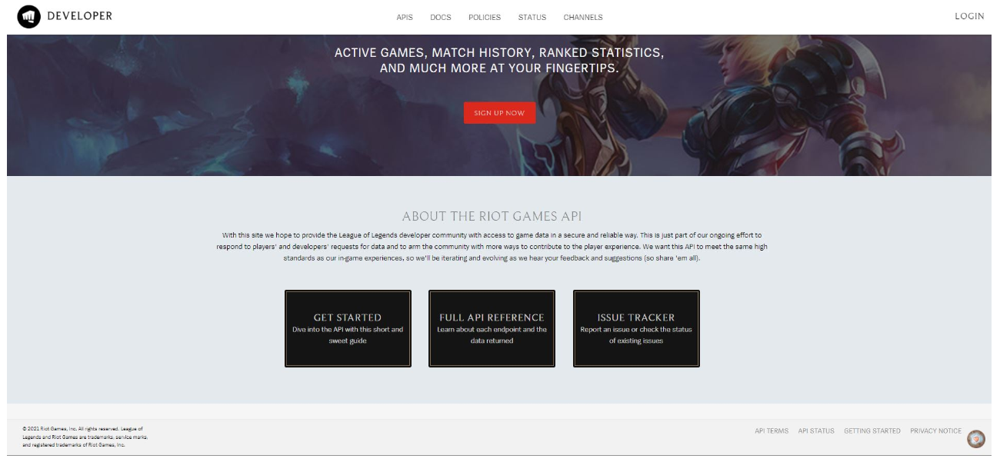 DEVELOPER
APIS DOCS POLICIES STATUS CHANNELS
LOGIN
ACTIVE GAMES, MATCH HISTORY, RANKED STATISTICS,
AND MUCH MORE AT YOUR FINGERTIPS.
SIGN UP NOW
ABOUT THE RIOT GAMES API
With this site we hope to provide the League of Legends developer community with access to game data in a secure and reliable way. This is just part of our ongoing effort to
respond to players' and developers' requests for data and to arm the community with more ways to contribute to the player experience. We want this API to meet the same high
standards as our in-game experiences, so we'll be iterating and evolving as we hear your feedback and suggestions (so share 'em all).
GET STARTED
Dive into the API with this short and
sweet guide
FULL API REFERENCE
Learn about each endpoint and the
data returned
ISSUE TRACKER
Report an issue or check the status
of existing issues
© 2021 Riot Games, Inc. All rights reserved. League of
Legends and Riot Games are trademarks, service marks,
and registered trademarks of Riot Games, Inc.
API TERMS API STATUS GETTING STARTED PRIVACY NOTICE